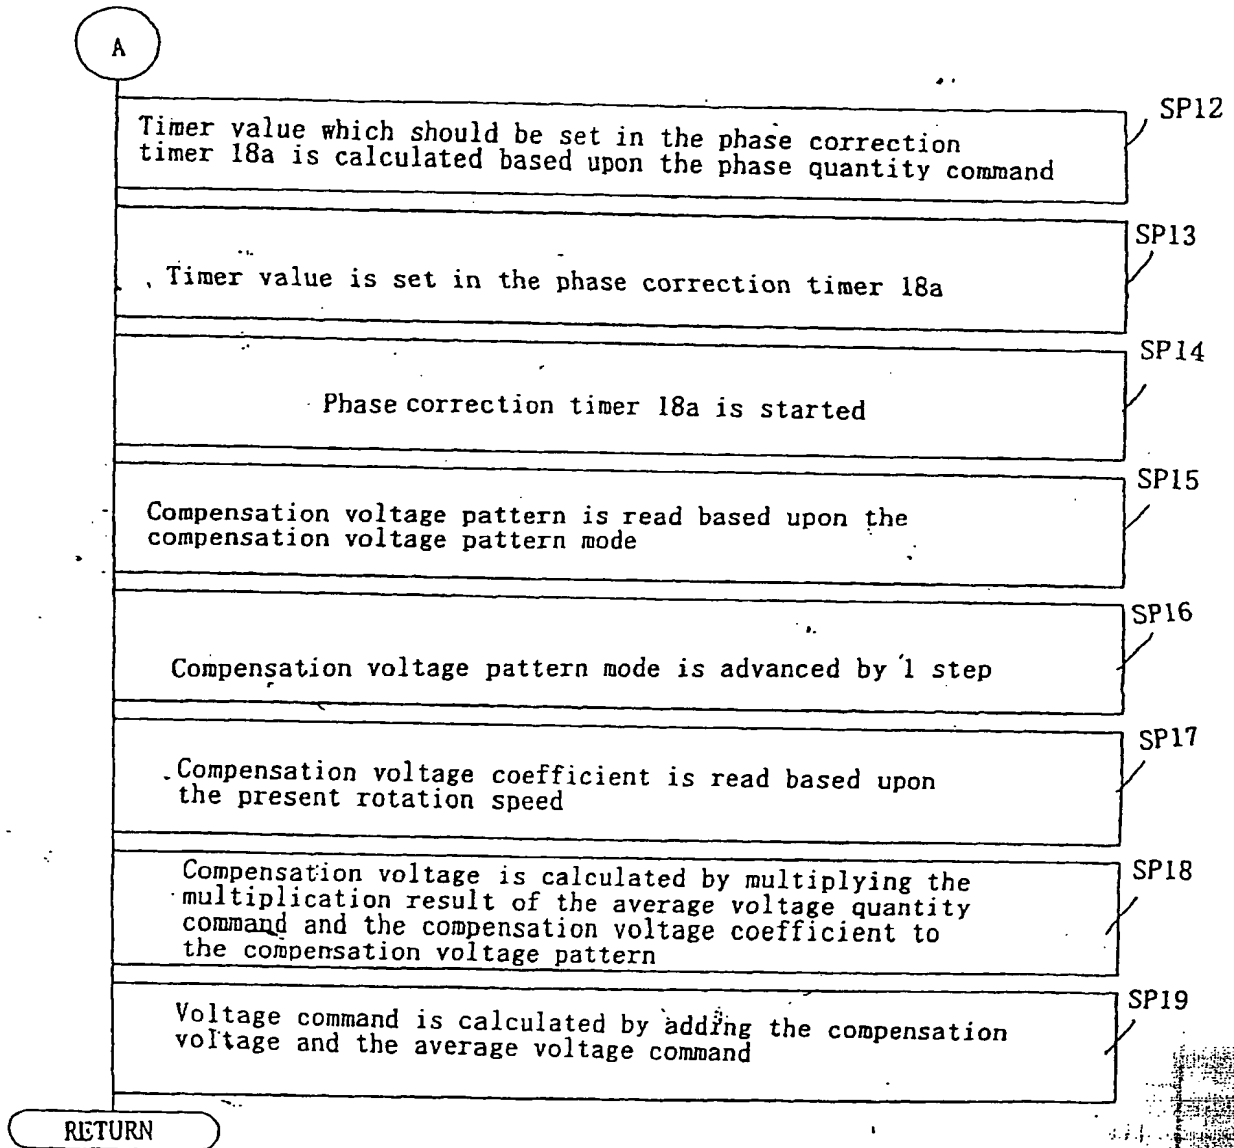 A
SP12
Timer value which should be set in the phase correction
timer 18a is calculated based upon the phase quantity command
SP13
Timer value is set in the phase correction timer 18a
SP14
Phase correction timer 18a is started
SP15
Compensation voltage pattern is read based upon the
compensation voltage pattern mode
SP16
Compensation voltage pattern mode is advanced by 1 step
SP17
Compensation voltage coefficient is read based upon
the present rotation speed
SP18
Compensation voltage is calculated by multiplying the
multiplication result of the average voltage quantity
command and the compensation voltage coefficient to
the compensation voltage pattern
SP19
Voltage command is calculated by adding the compensation
voltage and the average voltage command
RETURN